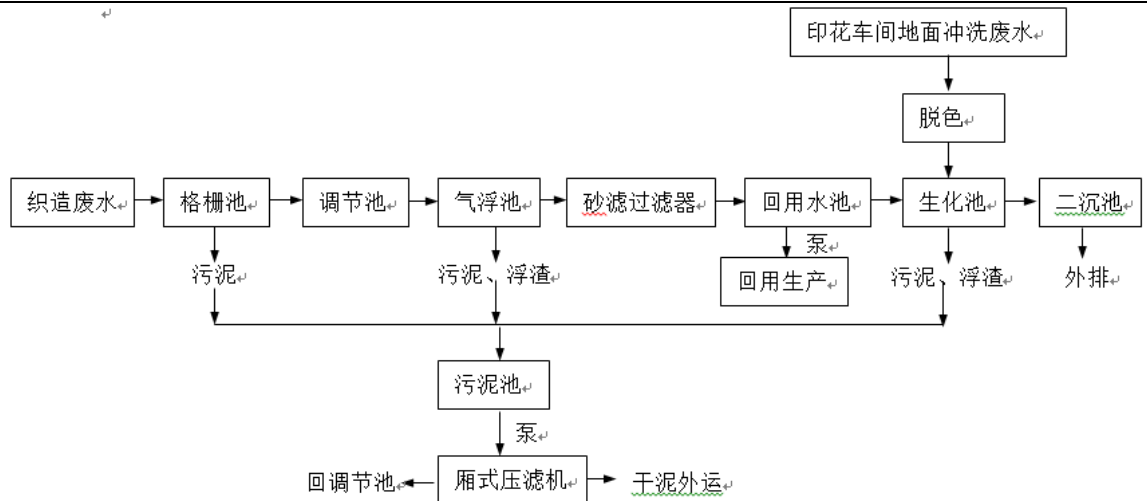 印花车间地面冲洗废水
脱色
织造废水
格栅池
调节池
气浮池
砂滤过滤器
回用水池
生化池
二沉池
污泥
污泥、浮渣
泵
回用生产
污泥、浮渣
外排
污泥池
泵
回调节池
厢式压滤机
干泥外运